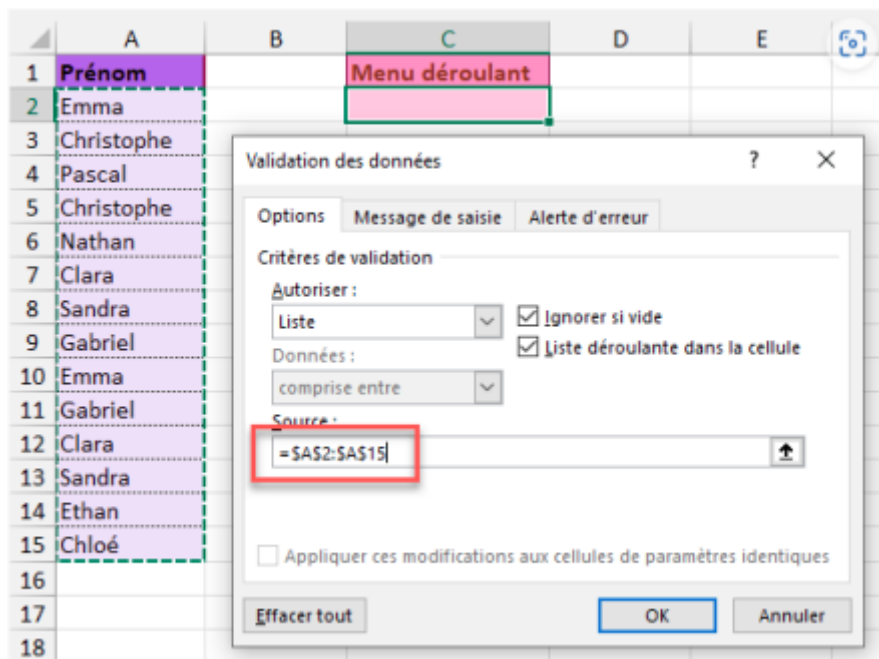 A B C D E
1 Prénom Menu déroulant
2 Emma
3 Christophe
4 Pascal
5 Christophe
6 Nathan
7 Clara
8 Sandra
9 Gabriel
10 Emma
11 Gabriel
12 Clara
13 Sandra
14 Ethan
15 Chloé
16
17
18
Validation des données ? ×
Options Message de saisie Alerte d'erreur
Critères de validation
Autoriser :
Liste Ignorer si vide
Données : Liste déroulante dans la cellule
comprise entre
Source :
=$A$2:$A$15
Appliquer ces modifications aux cellules de paramètres identiques
Effacer tout OK Annuler